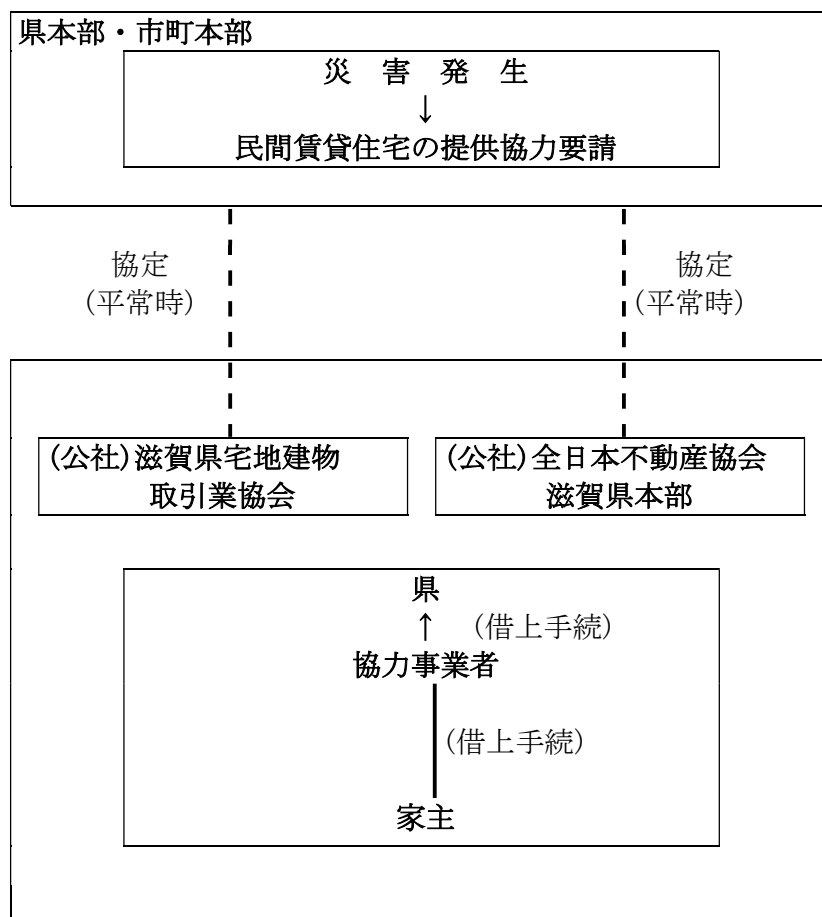 県本部・市町本部
災 害 発 生
↓
民間賃貸住宅の提供協力要請
協定
(平常時)
協定
(平常時)
(公社)滋賀県宅地建物
取引業協会
(公社)全日本不動産協会
滋賀県本部
県
↑ (借上手続)
協力事業者
(借上手続)
家主